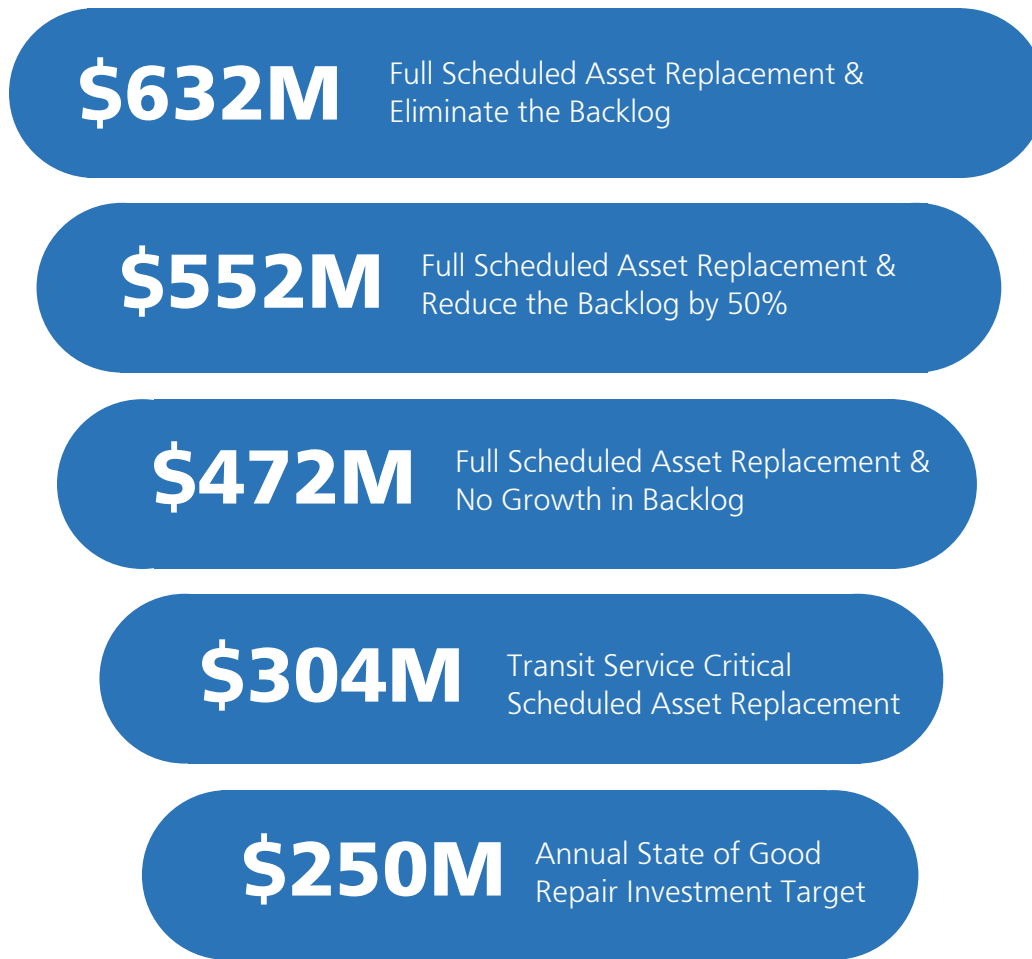 $632M
Full Scheduled Asset Replacement &
Eliminate the Backlog
$552M
Full Scheduled Asset Replacement &
Reduce the Backlog by 50%
$472M
Full Scheduled Asset Replacement &
No Growth in Backlog
$304M
Transit Service Critical
Scheduled Asset Replacement
$250M
Annual State of Good
Repair Investment Target